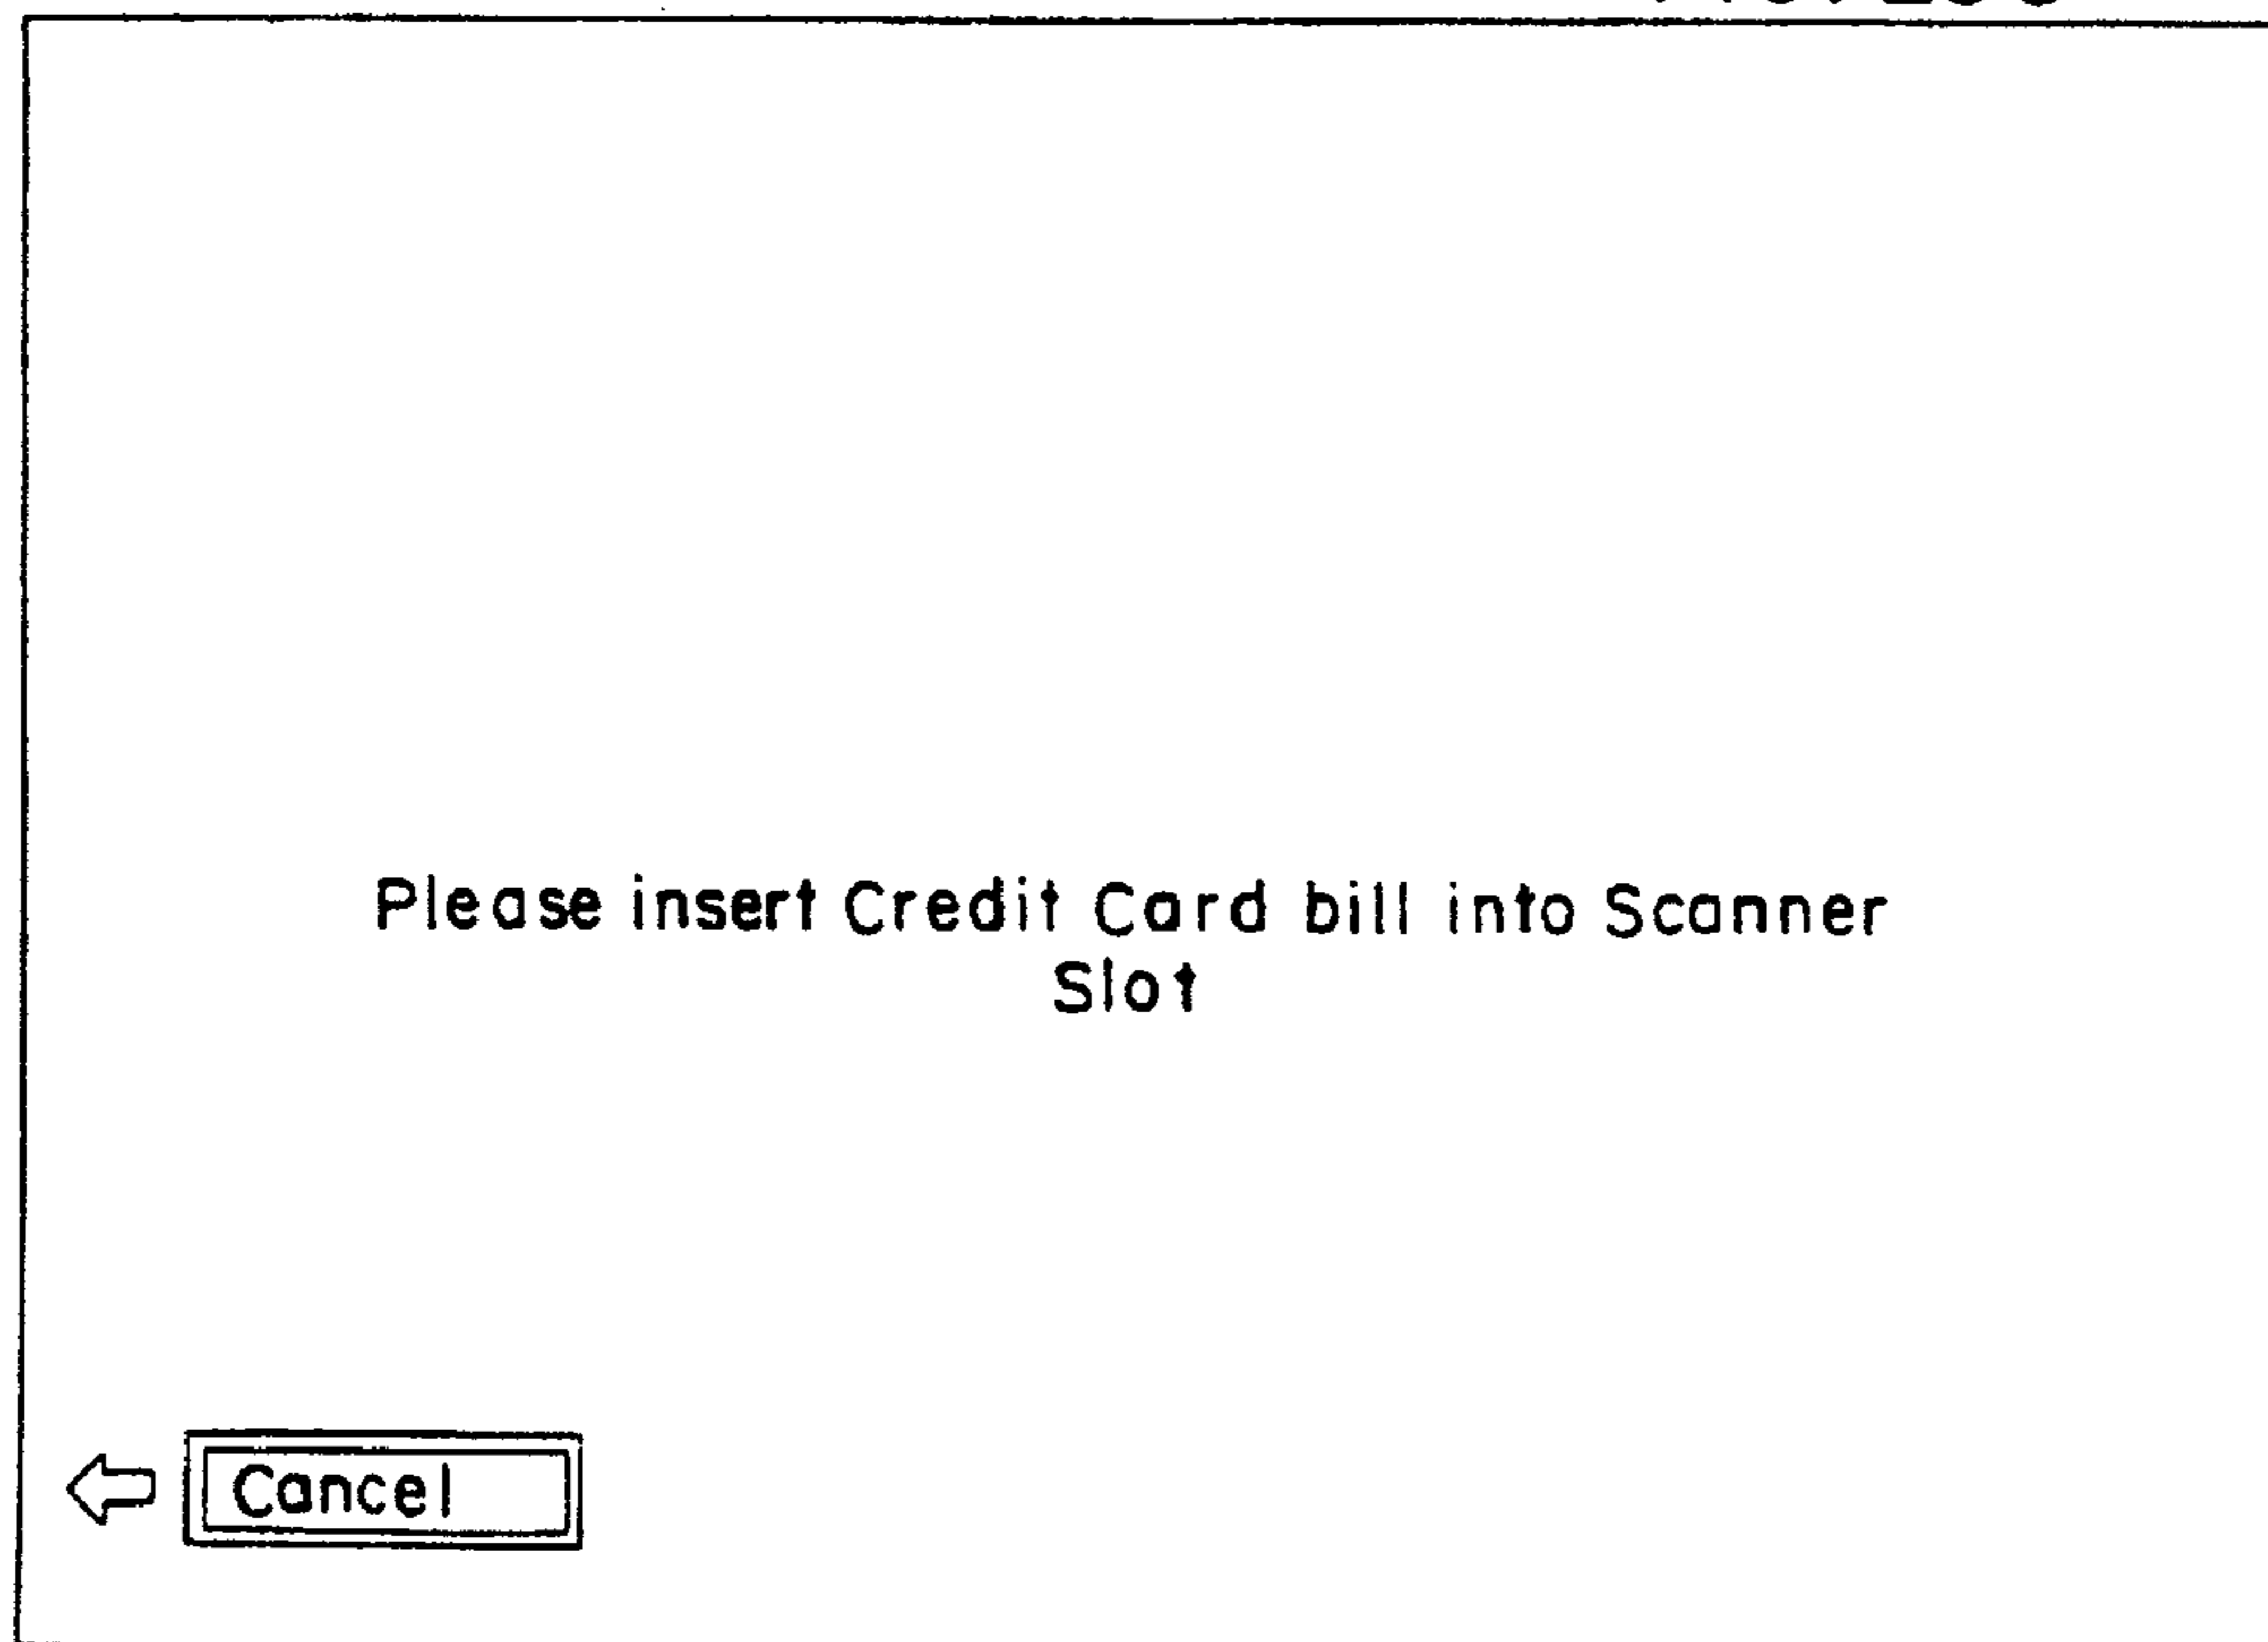 Please insert Credit Card bill into Scanner
Slot
Cancel